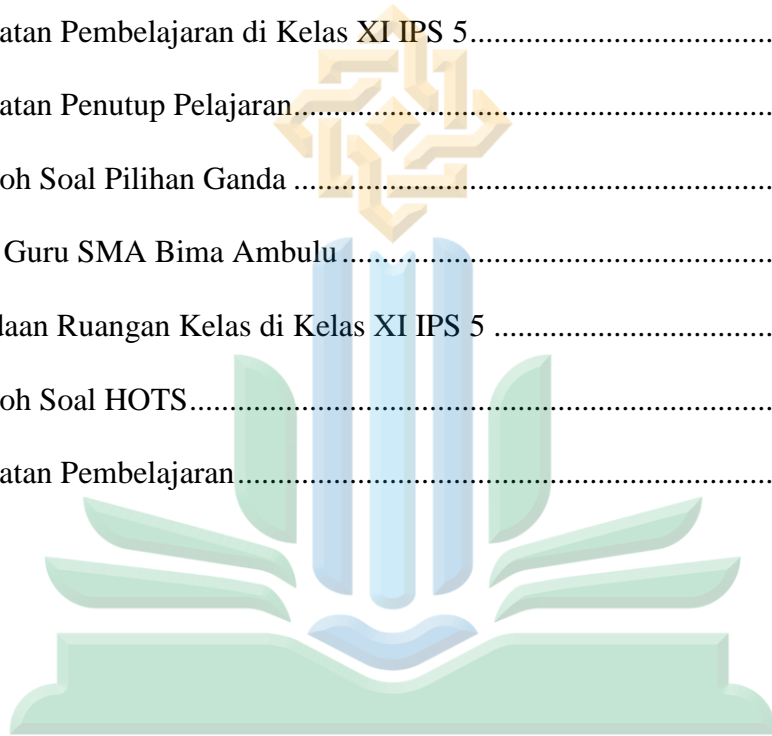 atan Pembelajaran di Kelas XI IPS 5....................................
atan Penutup Pelajaran..............................................................
oh Soal Pilihan Ganda ..............................................................
Guru SMA Bima Ambulu........................................................
aan Ruangan Kelas di Kelas XI IPS 5 ....................................
oh Soal HOTS............................................................................
atan Pembelajaran.....................................................................